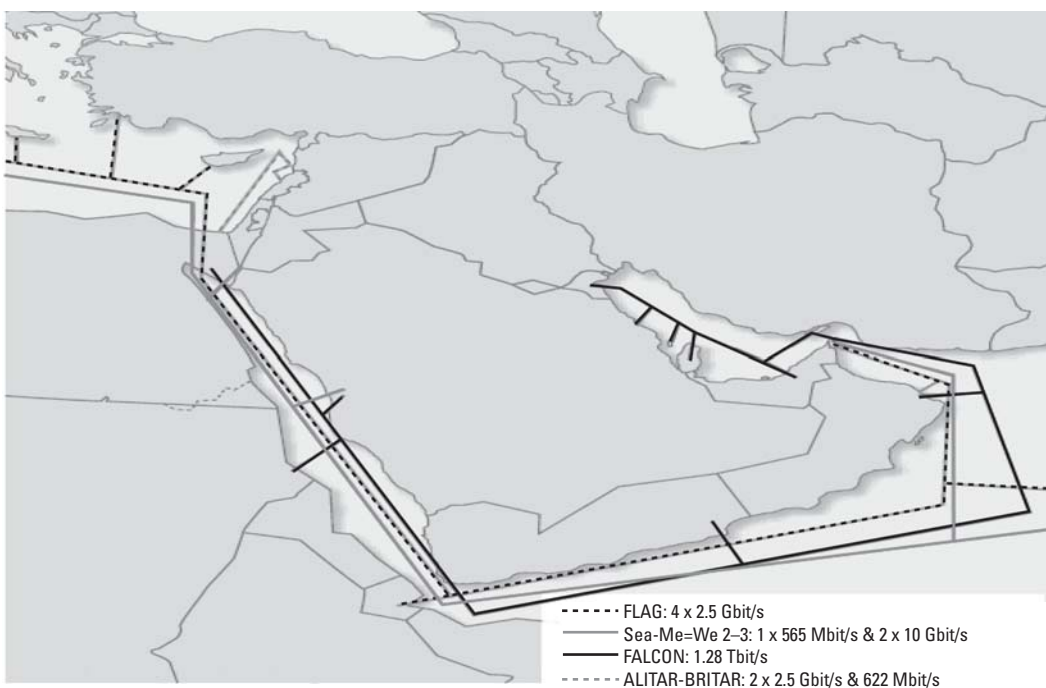 FLAG: 4 x 2.5 Gbit/s
Sea-Me=We 2–3: 1 x 565 Mbit/s & 2 x 10 Gbit/s
FALCON: 1.28 Tbit/s
ALITAR-BRITAR: 2 x 2.5 Gbit/s & 622 Mbit/s